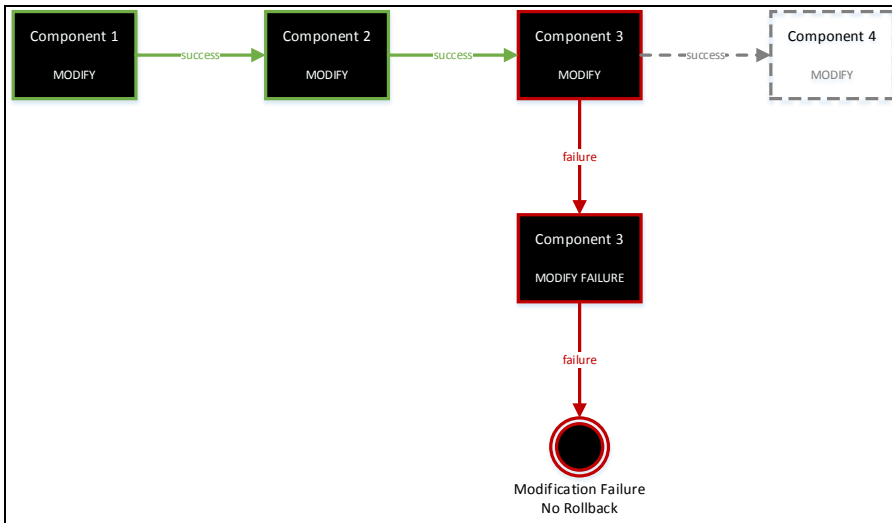 Component 1
MODIFY
success
Component 2
MODIFY
success
Component 3
MODIFY
success
Component 4
MODIFY
failure
Component 3
MODIFY FAILURE
failure
Modification Failure
No Rollback